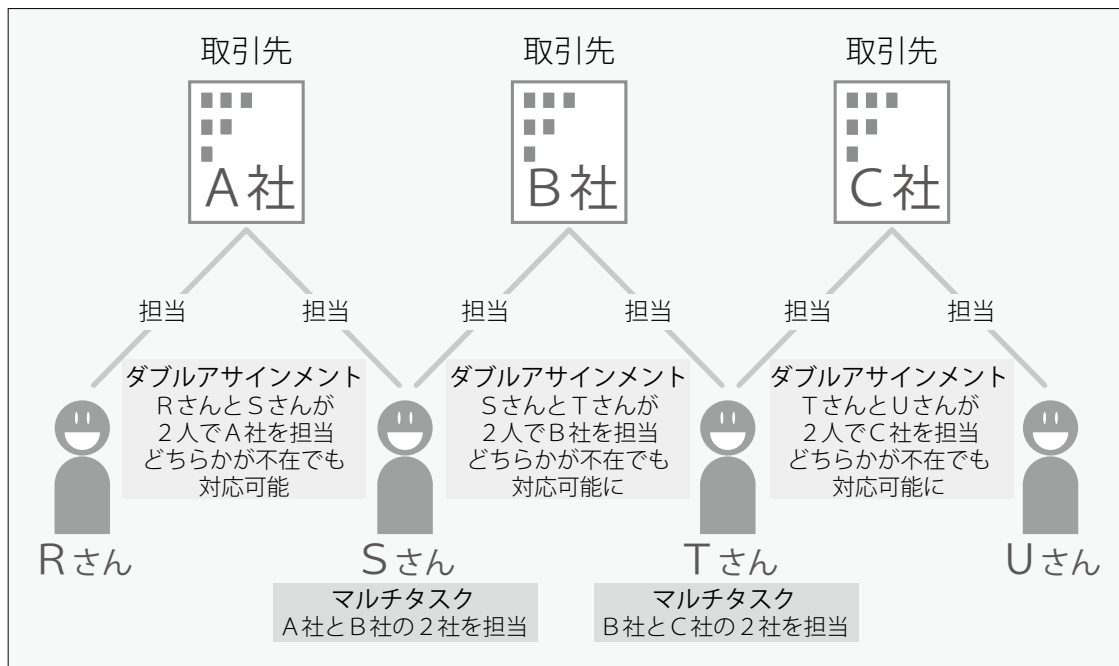 取引先
取引先
取引先
A社
B社
C社
担当
担当
担当
担当
担当
担当
ダブルアサインメント
RさんとSさんが
2人でA社を担当
どちらかが不在でも
対応可能
ダブルアサインメント
SさんとTさんが
2人でB社を担当
どちらかが不在でも
対応可能に
ダブルアサインメント
TさんとUさんが
2人でC社を担当
どちらかが不在でも
対応可能に
Rさん
Sさん
Tさん
Uさん
マルチタスク
A社とB社の2社を担当
マルチタスク
B社とC社の2社を担当